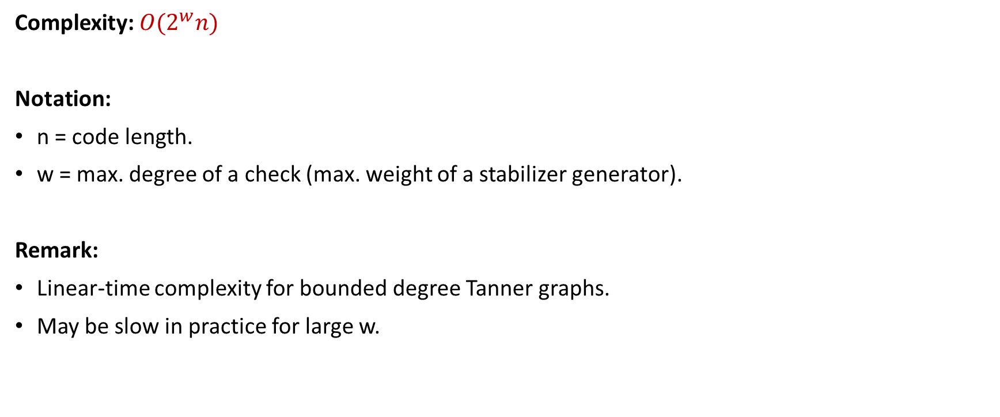 Complexity: O(2^w n)
Notation:
• n = code length.
• w = max. degree of a check (max. weight of a stabilizer generator).
Remark:
• Linear-time complexity for bounded degree Tanner graphs.
• May be slow in practice for large w.